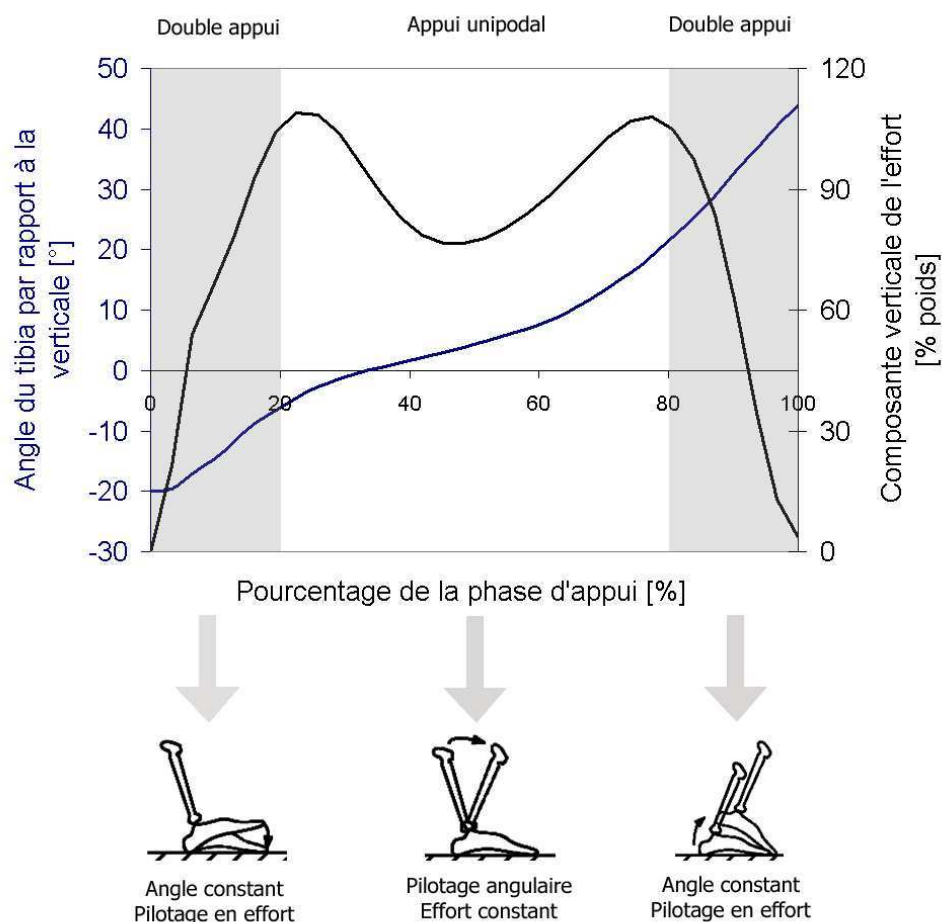 Double appui
Appui unipodal
Double appui
50
40
30
20
10
0
-10
-20
-30
Angle du tibia par rapport à la
verticale [°]
0
20
40
60
80
100
120
90
60
30
0
Composante verticale de l'effort
[% poids]
Pourcentage de la phase d'appui [%]
Angle constant
Pilotage en effort
Pilotage angulaire
Effort constant
Angle constant
Pilotage en effort